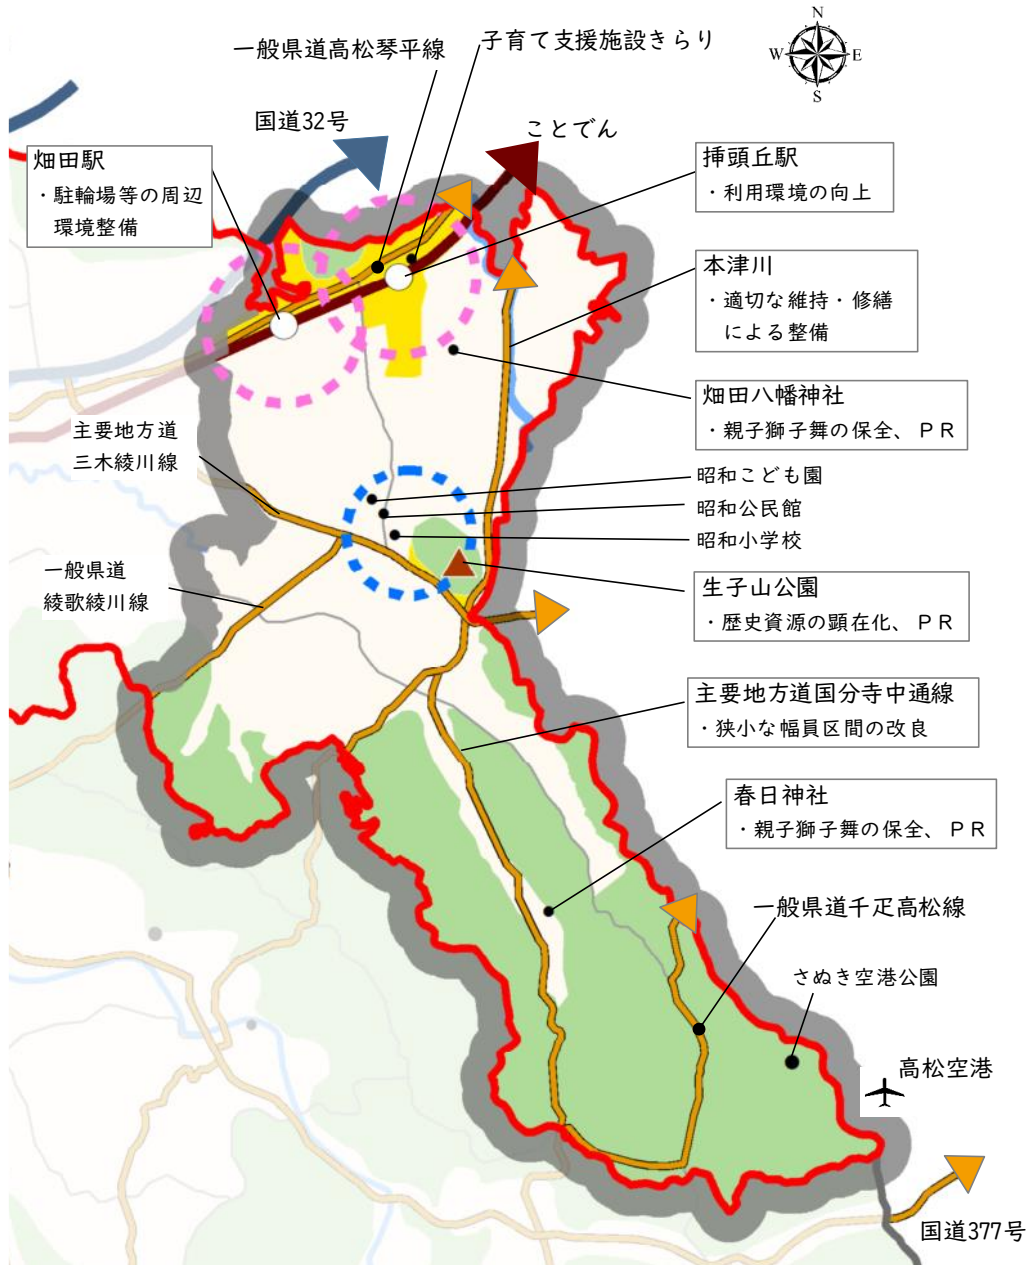 N
W
E
S
一般県道高松琴平線
子育て支援施設きらり
国道32号
ことでん
畑田駅
・駐輪場等の周辺
環境整備
挿頭丘駅
・利用環境の向上
本津川
・適切な維持・修繕
による整備
畑田八幡神社
・親子獅子舞の保全、ＰＲ
主要地方道
三木綾川線
昭和こども園
昭和公民館
昭和小学校
一般県道
綾歌綾川線
生子山公園
・歴史資源の顕在化、ＰＲ
主要地方道国分寺中通線
・狭小な幅員区間の改良
春日神社
・親子獅子舞の保全、ＰＲ
一般県道千疋高松線
さぬき空港公園
高松空港
国道377号